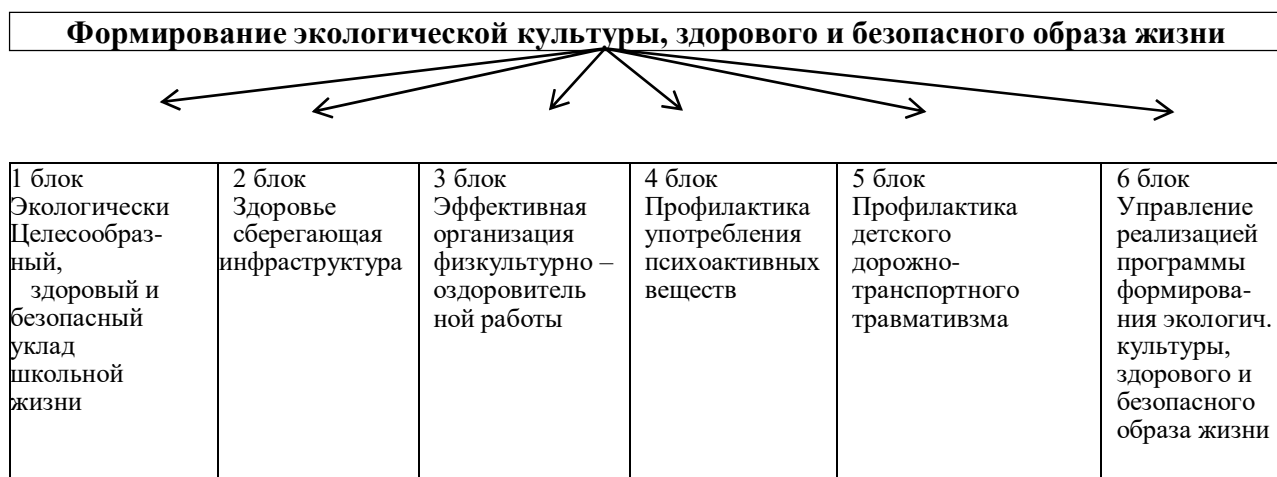 Формирование экологической культуры, здорового и безопасного образа жизни
1 блок
Экологически
Целесообраз-
ный,
здоровый и
безопасный
уклад
школьной
жизни
2 блок
Здоровье
сберегающая
инфраструктура
3 блок
Эффективная
организация
физкультурно –
оздоровитель
ной работы
4 блок
Профилактика
употребления
психоактивных
веществ
5 блок
Профилактика
детского
дорожно-
транспортного
травмативзма
6 блок
Управление
реализацией
программы
формирова-
ния экологич.
культуры,
здорового и
безопасного
образа жизни